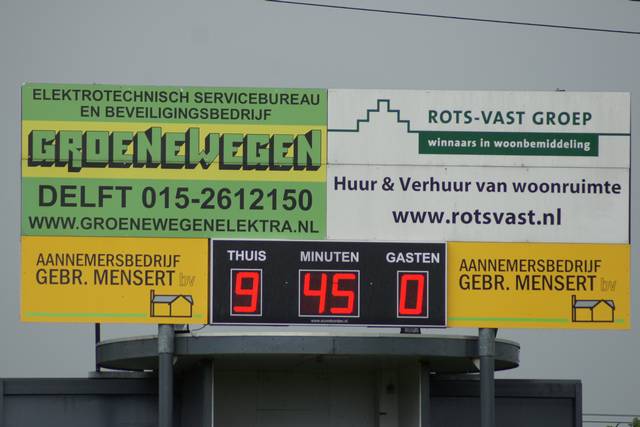 ELEKTROTECHNISCH SERVICEBUREAU
EN BEVEILIGINGSBEDRIJF
GROENEWEGEN
DELFT 015-2612150
WWW.GROENEWEGENELEKTRA.NL
ROTS-VAST GROEP
winnaars in woonbemiddeling
Huur & Verhuur van woonruimte
www.rotsvast.nl
AANNEMERSBEDRIJF
GEBR. MENSERT bv
THUIS MINUTEN GASTEN
9 45 0
AANNEMERSBEDRIJF
GEBR. MENSERT bv